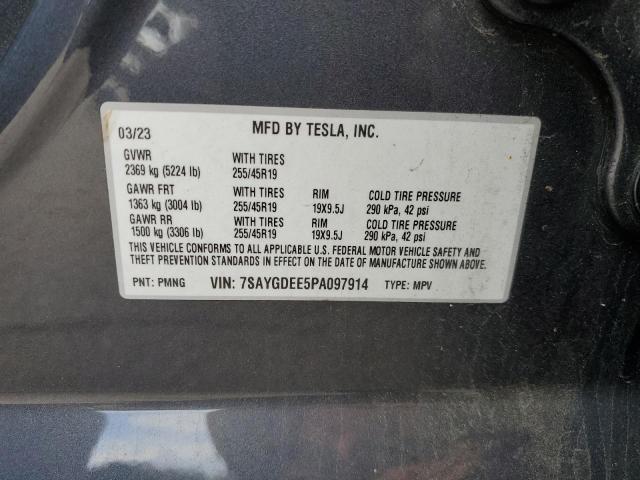 03/23 MFD BY TESLA, INC.
GVWR WITH TIRES
2369 kg (5224 lb) 255/45R19
GAWR FRT WITH TIRES RIM COLD TIRE PRESSURE
1363 kg (3004 lb) 255/45R19 19X9.5J 290 kPa, 42 psi
GAWR RR WITH TIRES RIM COLD TIRE PRESSURE
1500 kg (3306 lb) 255/45R19 19X9.5J 290 kPa, 42 psi
THIS VEHICLE CONFORMS TO ALL APPLICABLE U.S. FEDERAL MOTOR VEHICLE SAFETY AND
THEFT PREVENTION STANDARDS IN EFFECT ON THE DATE OF MANUFACTURE SHOWN ABOVE.
PNT: PMNG VIN: 7SAYGDEE5PA097914 TYPE: MPV